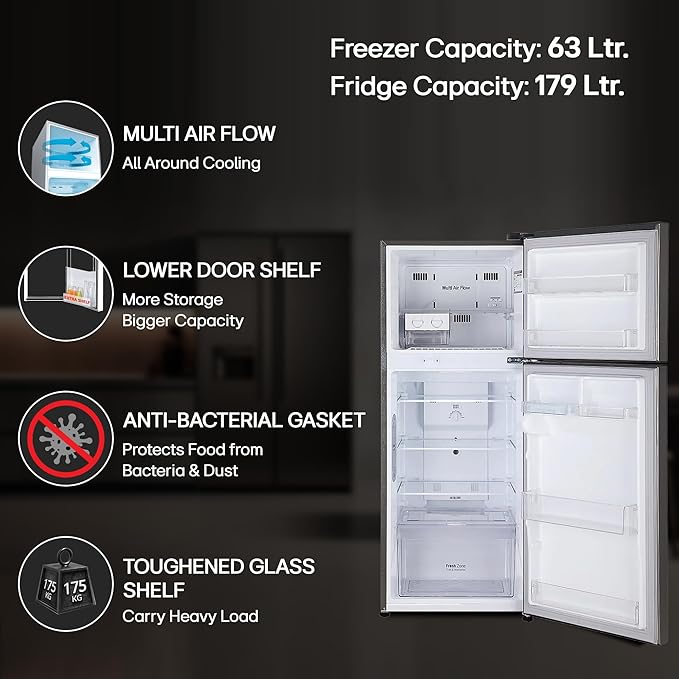 Freezer Capacity: 63 Ltr.
Fridge Capacity: 179 Ltr.
MULTI AIR FLOW
All Around Cooling
LOWER DOOR SHELF
More Storage
Bigger Capacity
EXTRA SHELF
ANTI-BACTERIAL GASKET
Protects Food from
Bacteria & Dust
TOUGHENED GLASS
SHELF
Carry Heavy Load
175
KG
175
KG
Multi Air Flow
Fresh Zone